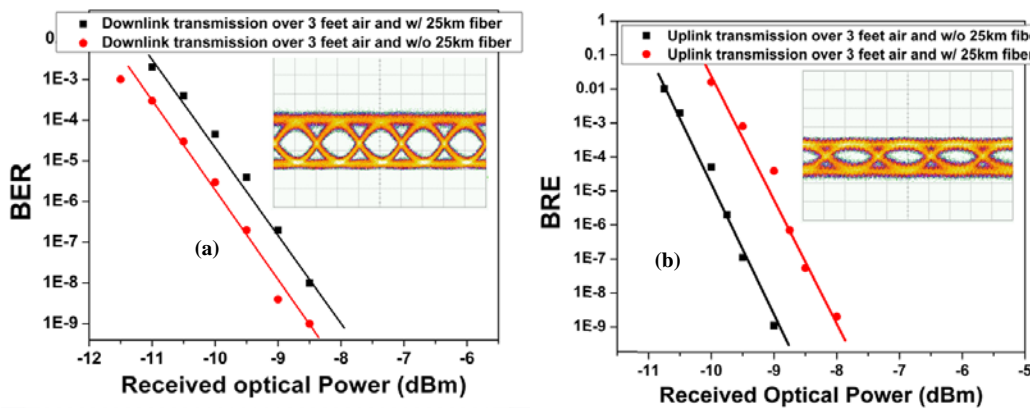 (a)
Downlink transmission over 3 feet air and w/ 25km fiber
Downlink transmission over 3 feet air and w/o 25km fiber
1E-3
1E-4
1E-5
1E-6
1E-7
1E-8
1E-9
BER
(a)
-12 -11 -10 -9 -8 -7 -6
Received optical Power (dBm)
1
Uplink transmission over 3 feet air and w/o 25km
Uplink transmission over 3 feet air and w/ 25km fiber
0.1
0.01
1E-3
1E-4
1E-5
1E-6
1E-7
1E-8
1E-9
BRE
(b)
-11 -10 -9 -8 -7 -6 -5
Received Optical Power (dBm)